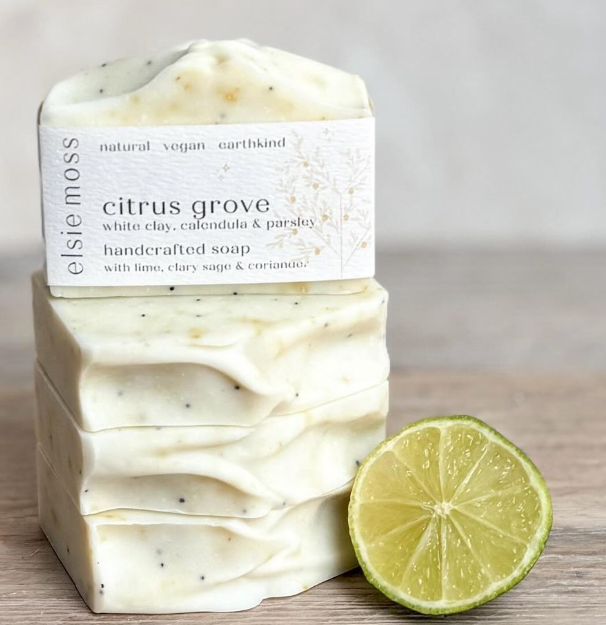 elsie moss
natural vegan earthkind
citrus grove
white clay, calendula & parsley
handcrafted soap
with lime, clary sage & coriander